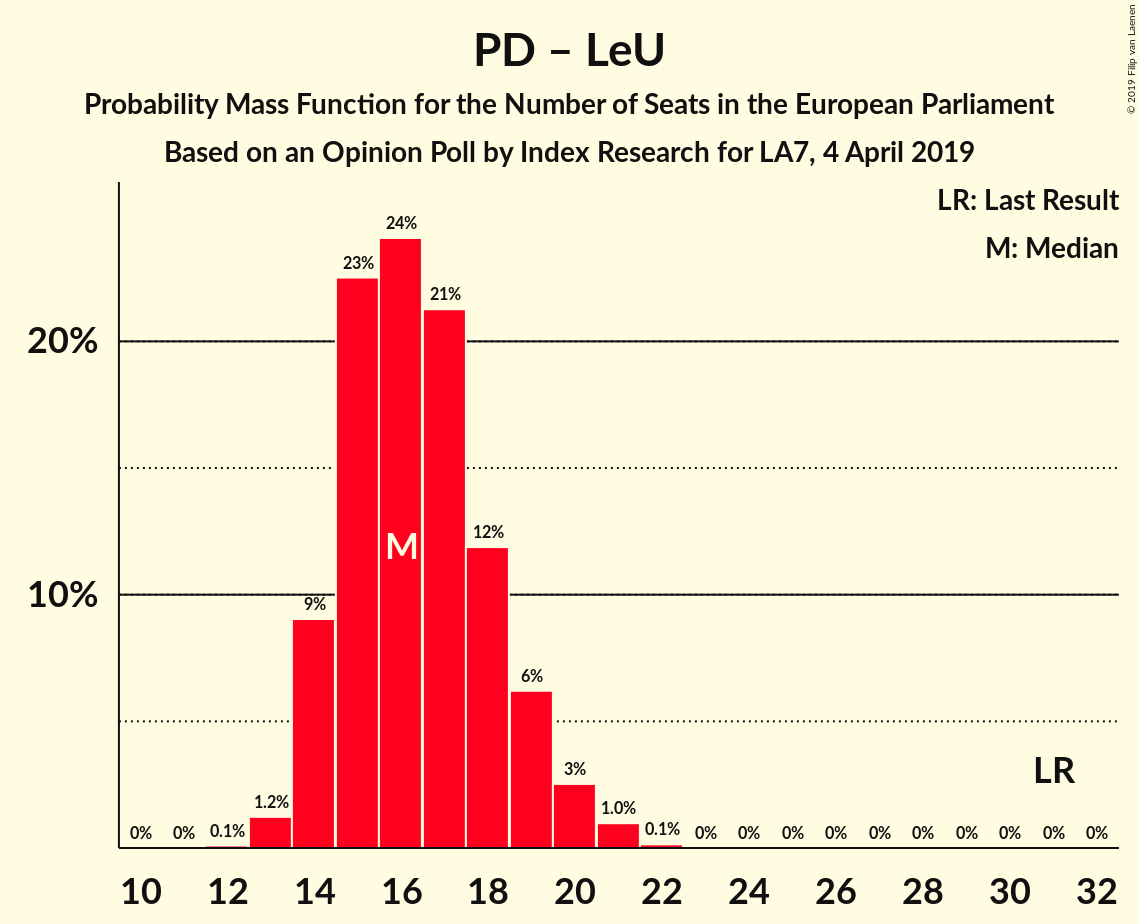 PD – LeU
Probability Mass Function for the Number of Seats in the European Parliament
Based on an Opinion Poll by Index Research for LA7, 4 April 2019
© 2019 Filip van Laenen
LR: Last Result
M: Median
20%
10%
0%
0%
0.1%
1.2%
9%
23%
24%
21%
12%
6%
3%
1.0%
0.1%
0%
0%
0%
0%
0%
0%
0%
0%
0%
0%
M
LR
10 12 14 16 18 20 22 24 26 28 30 32